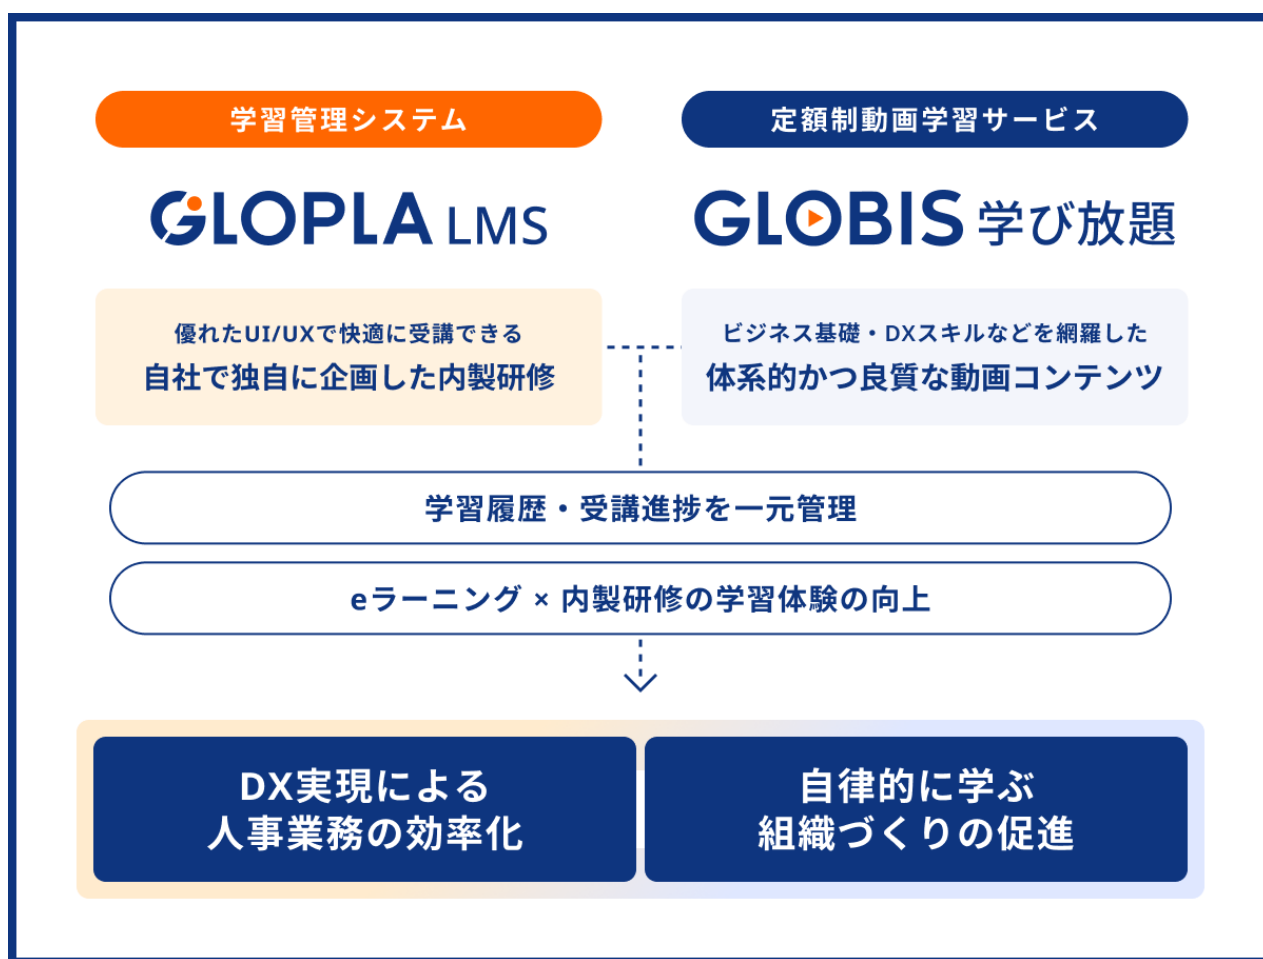 学習管理システム
定額制動画学習サービス
GLOPLA LMS
GLOBIS 学び放題
優れたUI/UXで快適に受講できる
自社で独自に企画した内製研修
ビジネス基礎・DXスキルなどを網羅した
体系的かつ良質な動画コンテンツ
学習履歴・受講進捗を一元管理
eラーニング × 内製研修の学習体験の向上
DX実現による
人事業務の効率化
自律的に学ぶ
組織づくりの促進